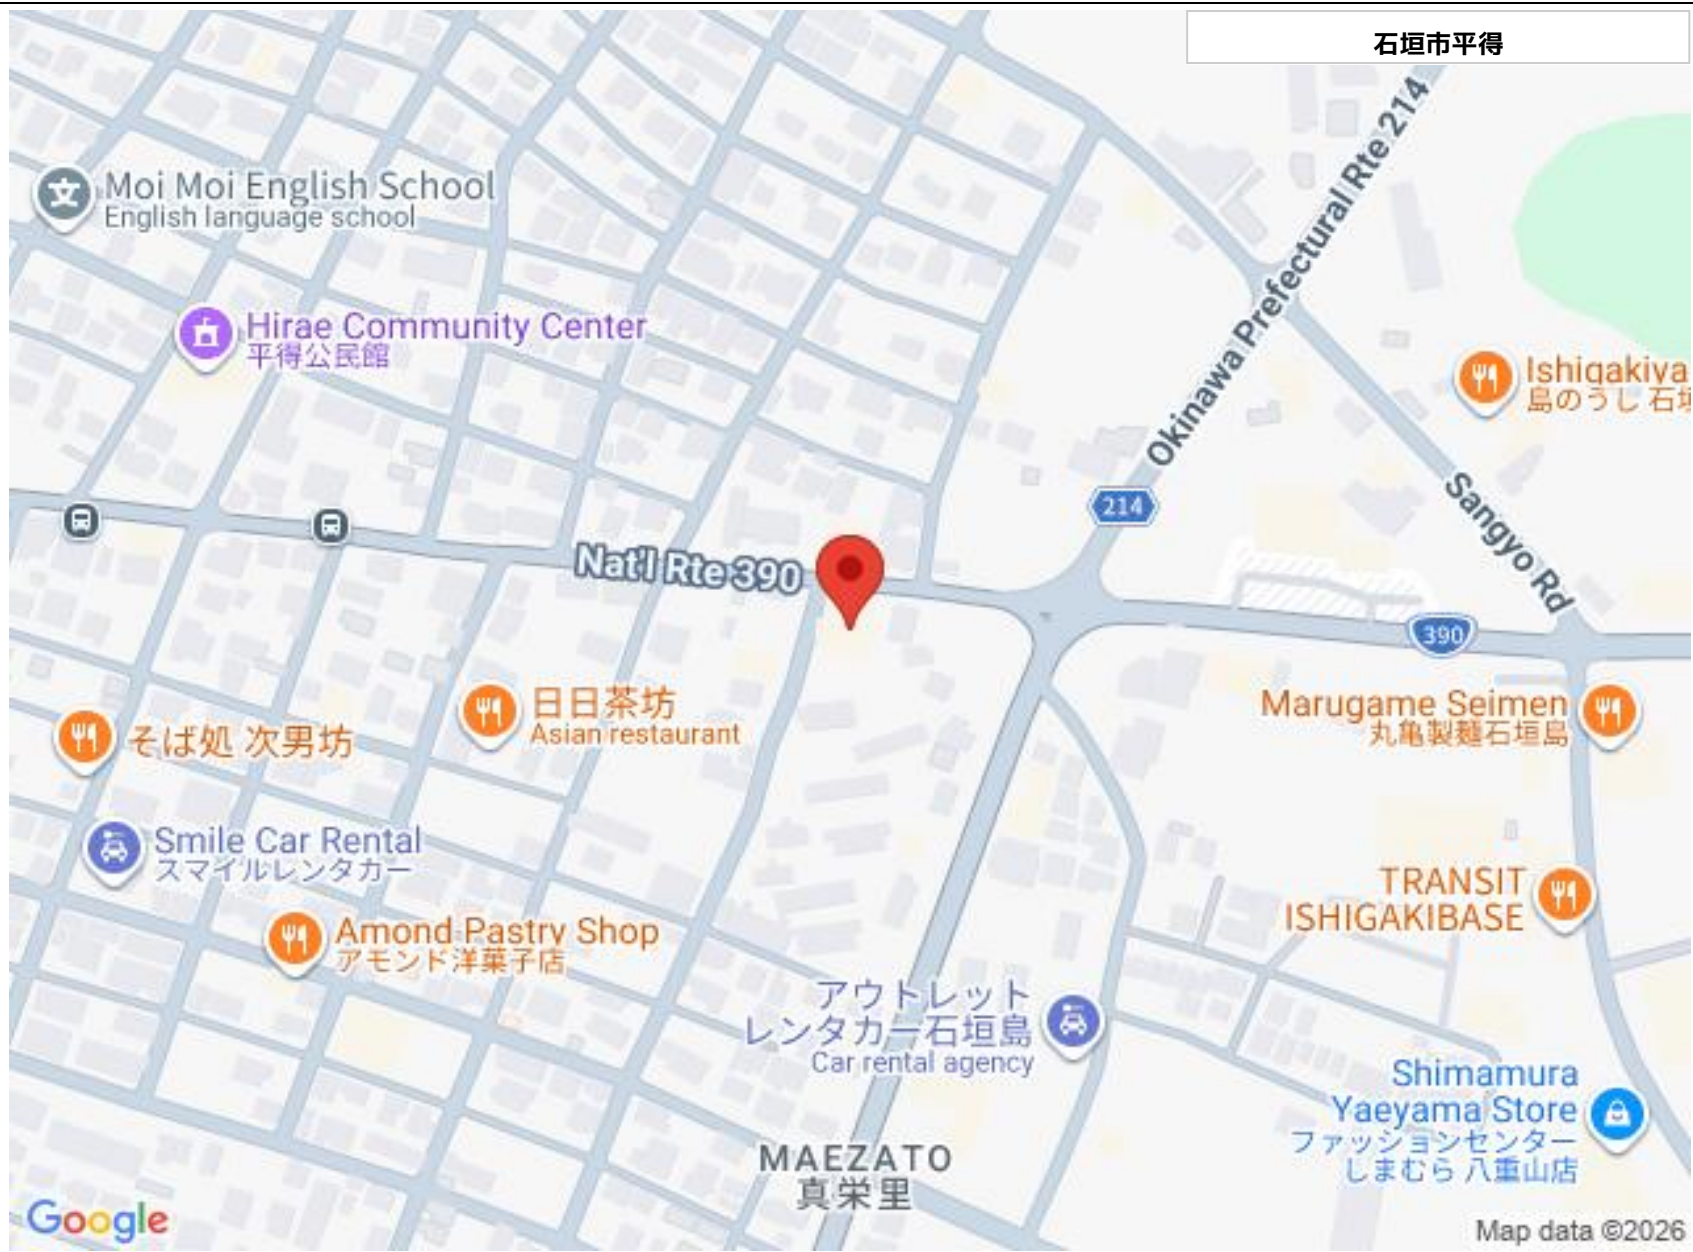 石垣市平得
Okinawa Prefectural Rte 214
Moi Moi English School
English language school
Hirae Community Center
平得公民館
Ishigakiya
島のうし 石垣
Sangyo Rd
214
Nat'l Rte 390
390
日日茶坊
Asian restaurant
Marugame Seimen
丸亀製麺石垣島
そば処 次男坊
Smile Car Rental
スマイルレンタカー
TRANSIT
ISHIGAKIBASE
Amond Pastry Shop
アモンド洋菓子店
アウトレット
レンタカー石垣島
Car rental agency
Shimamura
Yaeyama Store
ファッションセンター
しまむら 八重山店
MAEZATO
真栄里
Google
Map data ©2026